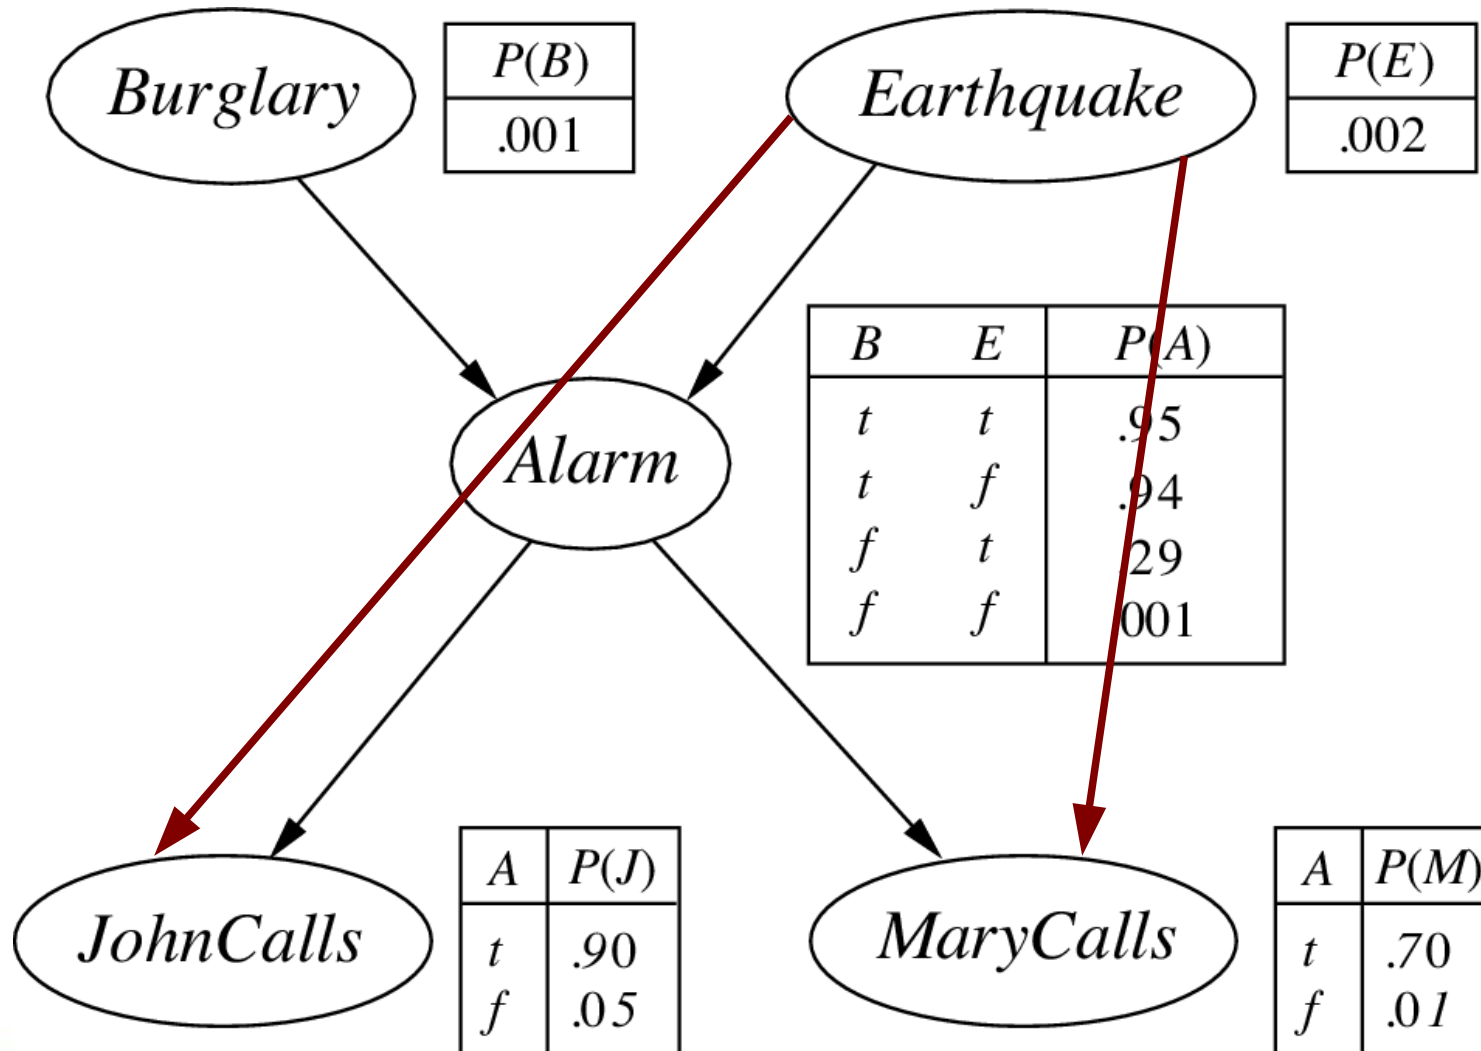 Burglary
P(B)
.001
Earthquake
P(E)
.002
B E P(A)
t t .95
t f .94
f t 29
f f 001
Alarm
JohnCalls
A P(J)
t .90
f .05
MaryCalls
A P(M)
t .70
f .01